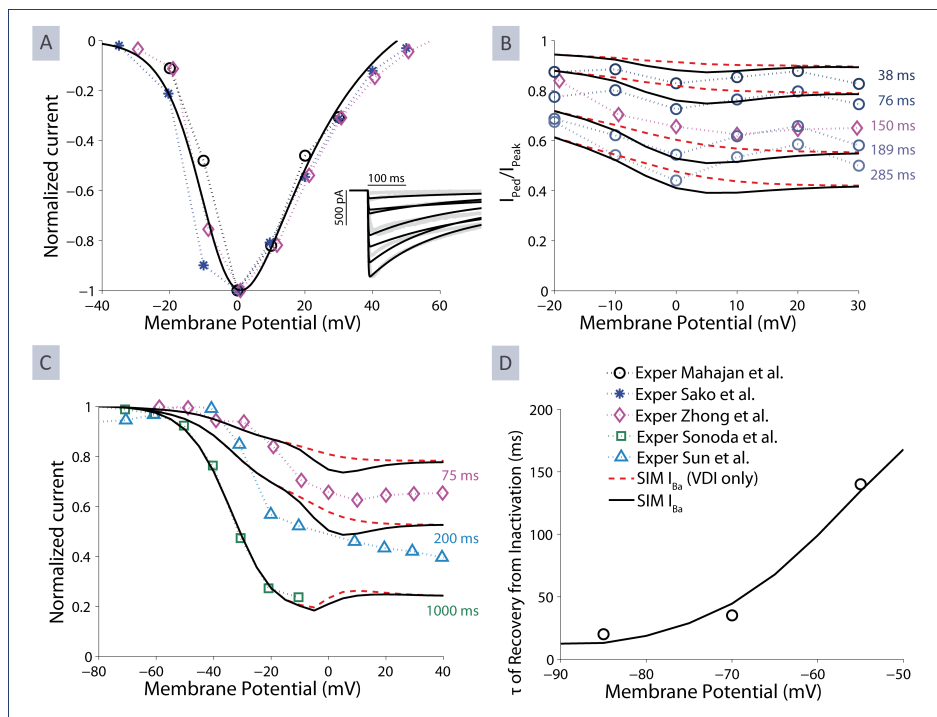 A
Normalized current
0
−0.2
−0.4
−0.6
−0.8
−1
−40 −20 0 20 40 60
Membrane Potential (mV)
100 ms
500 pA
B
I_Ped/I_Peak
1
0.8
0.6
0.4
0.2
0
−20 −10 0 10 20 30
Membrane Potential (mV)
38 ms
76 ms
150 ms
189 ms
285 ms
C
Normalized current
1
0.8
0.6
0.4
0.2
−80 −60 −40 −20 0 20 40
Membrane Potential (mV)
75 ms
200 ms
1000 ms
D
Exper Mahajan et al.
Exper Sako et al.
Exper Zhong et al.
Exper Sonoda et al.
Exper Sun et al.
SIM I_Ba (VDI only)
SIM I_Ba
τ of Recovery from Inactivation (ms)
200
150
100
50
0
−90 −80 −70 −60 −50
Membrane Potential (mV)